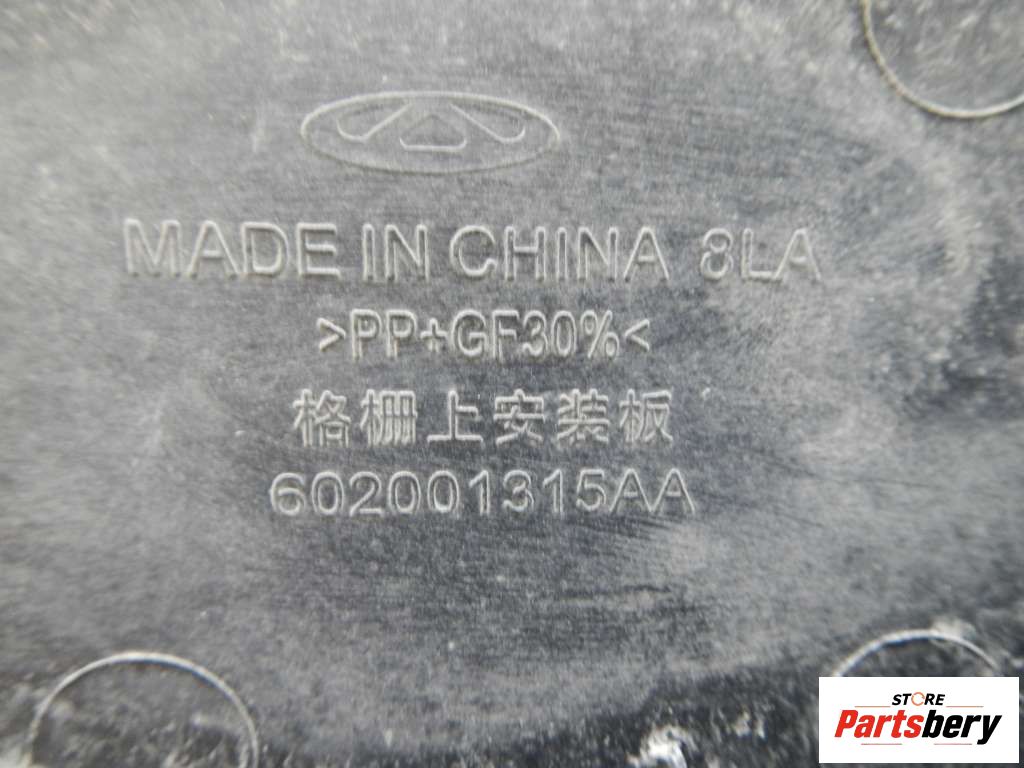 MADE IN CHINA 8LA
>PP+GF30%<
格栅上安装板
602001315AA
STORE
Partsbery